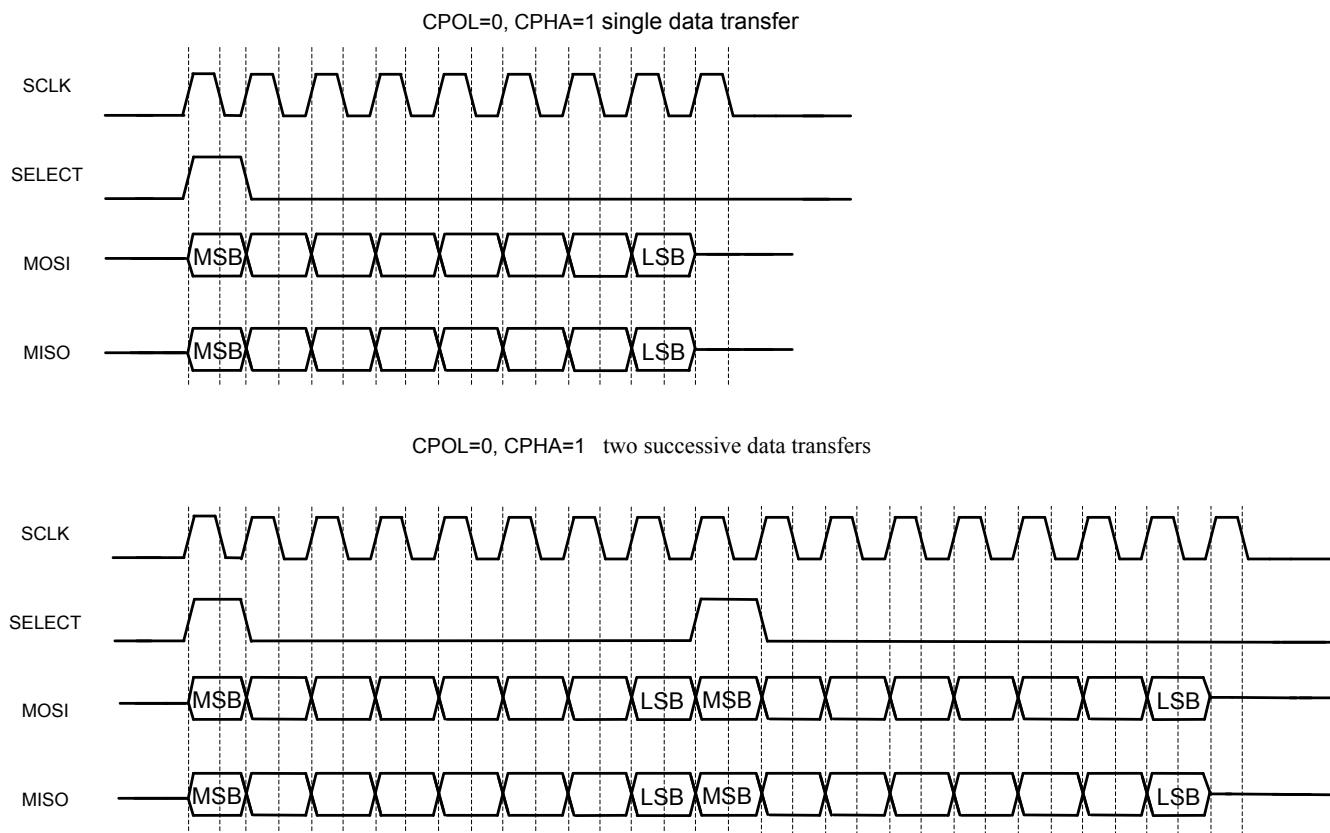 CPOL=0, CPHA=1 single data transfer
SCLK
SELECT
MOSI MSB LSB
MISO MSB LSB
CPOL=0, CPHA=1 two successive data transfers
SCLK
SELECT
MOSI MSB LSB MSB LSB
MISO MSB LSB MSB LSB